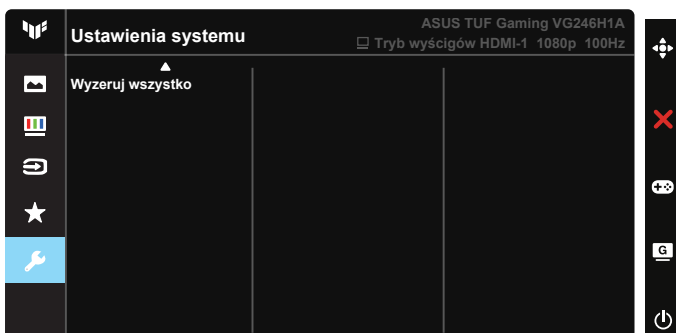 Ustawienia systemu
ASUS TUF Gaming VG246H1A
Tryb wyścigów HDMI-1 1080p 100Hz
Wyzeruj wszystko
G